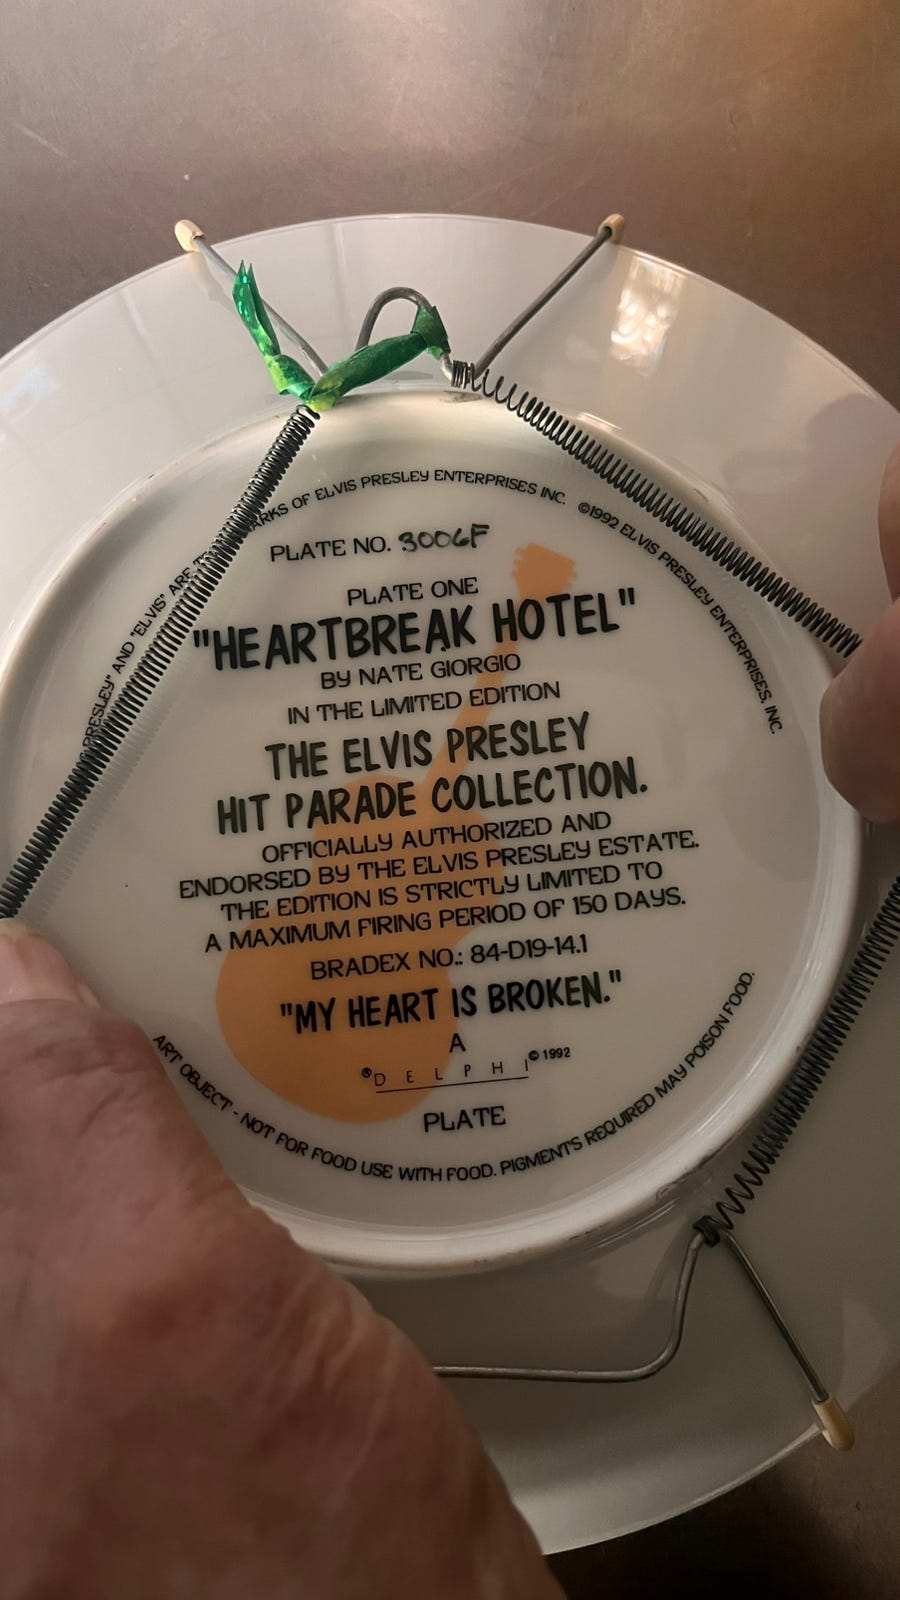 PRESLEY" AND "ELVIS" ARE OF ELVIS PRESLEY ENTERPRISES INC. ©1992 ELVIS PRESLEY ENTERPRISES, INC.
PLATE NO. 3006F
PLATE ONE
"HEARTBREAK HOTEL"
BY NATE GIORGIO
IN THE LIMITED EDITION
THE ELVIS PRESLEY
HIT PARADE COLLECTION.
OFFICIALLY AUTHORIZED AND
ENDORSED BY THE ELVIS PRESLEY ESTATE.
THE EDITION IS STRICTLY LIMITED TO
A MAXIMUM FIRING PERIOD OF 150 DAYS.
BRADEX NO.: 84-D19-14.1
"MY HEART IS BROKEN."
A
®DELPHI©1992
PLATE
ART OBJECT - NOT FOR FOOD USE WITH FOOD. PIGMENTS REQUIRED MAY POISON FOOD.